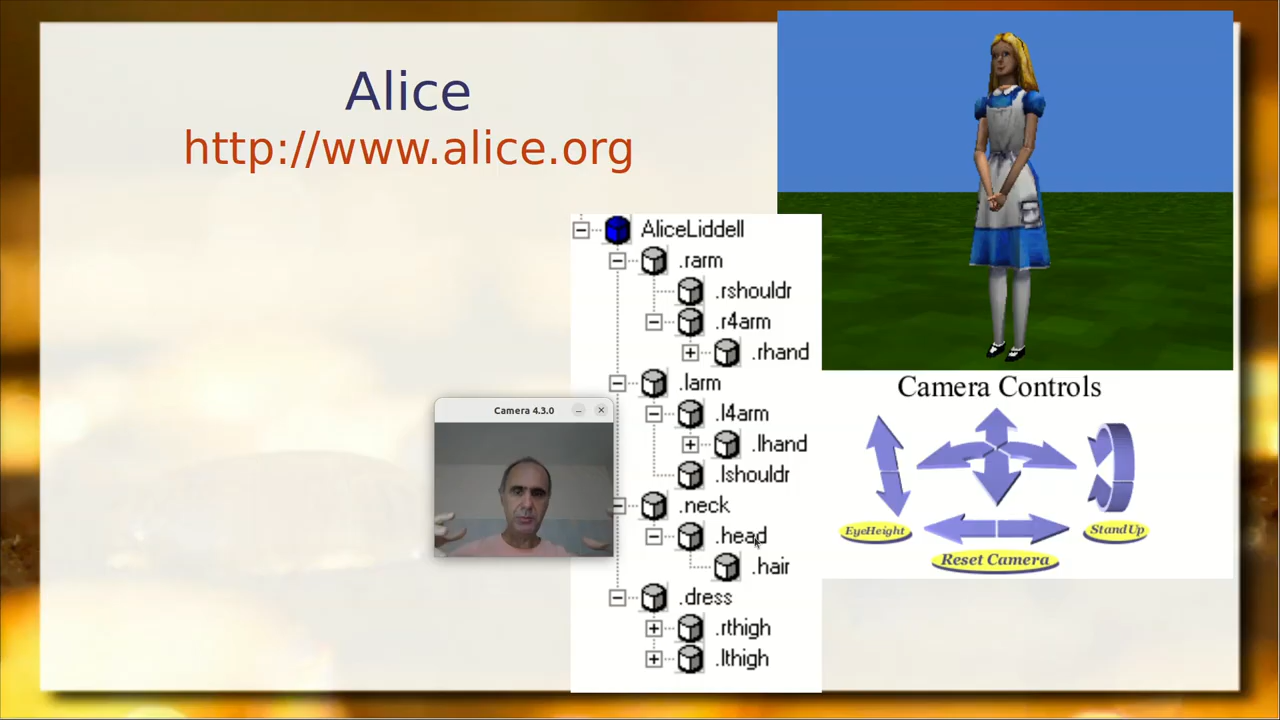 Alice
http://www.alice.org
AliceLiddell
.rarm
.rshouldr
.r4arm
.rhand
.larm
.l4arm
.lhand
.lshouldr
.neck
.head
.hair
.dress
.rthigh
.lthigh
Camera 4.3.0
Camera Controls
EyeHeight
StandUp
Reset Camera